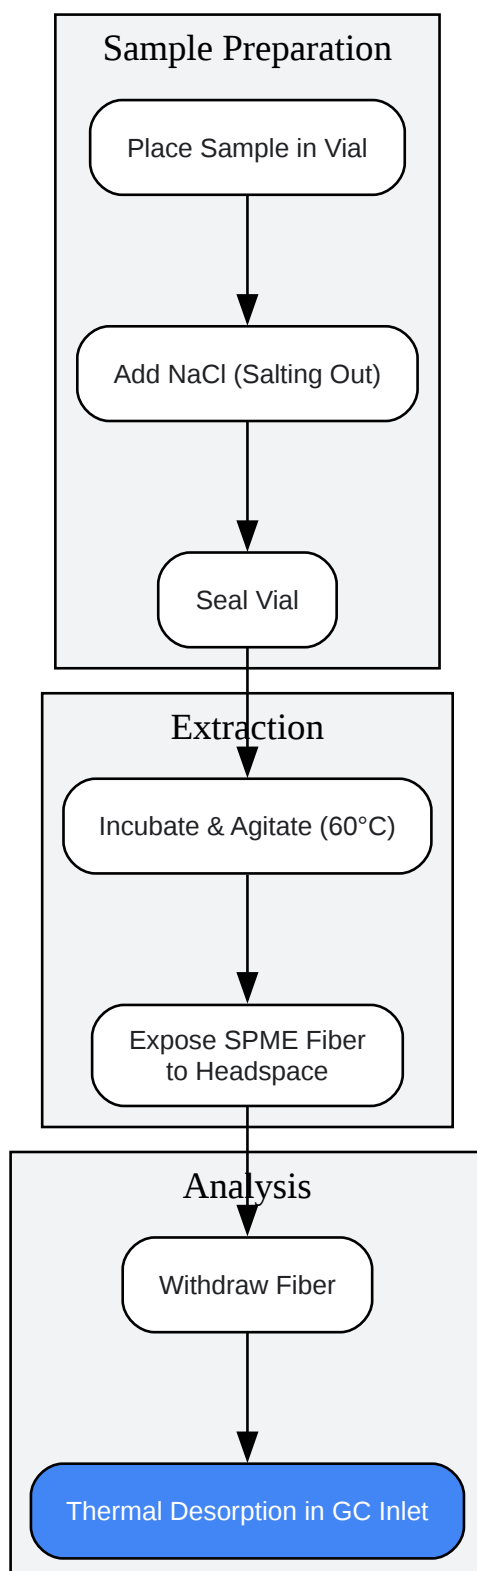 Sample Preparation
Place Sample in Vial
Add NaCl (Salting Out)
Seal Vial
Extraction
Incubate & Agitate (60°C)
Expose SPME Fiber
to Headspace
Analysis
Withdraw Fiber
Thermal Desorption in GC Inlet